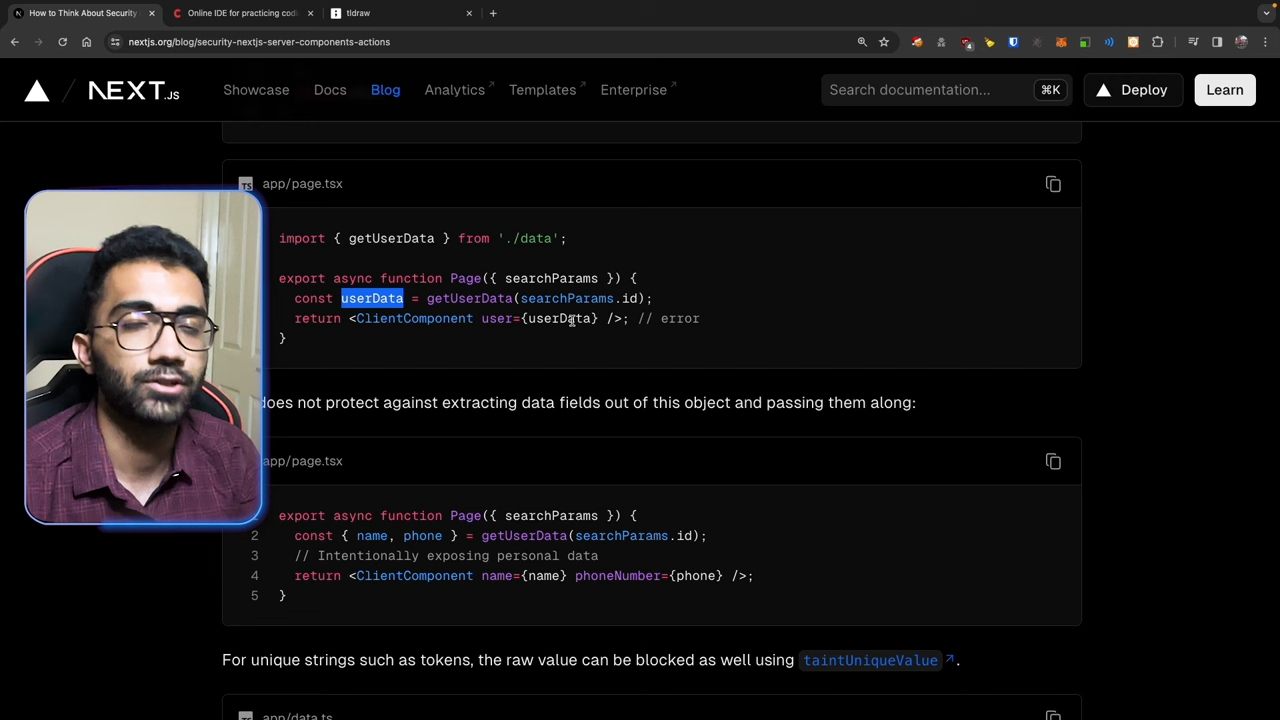 How to Think About Security
Online IDE for practicing codi
tldraw
nextjs.org/blog/security-nextjs-server-components-actions
NEXT.JS
Showcase
Docs
Blog
Analytics
Templates
Enterprise
Search documentation...
⌘K
Deploy
Learn
TS
app/page.tsx
import { getUserData } from './data';
export async function Page({ searchParams }) {
const userData = getUserData(searchParams.id);
return <ClientComponent user={userData} />; // error
}
does not protect against extracting data fields out of this object and passing them along:
app/page.tsx
export async function Page({ searchParams }) {
2 const { name, phone } = getUserData(searchParams.id);
3 // Intentionally exposing personal data
4 return <ClientComponent name={name} phoneNumber={phone} />;
5 }
For unique strings such as tokens, the raw value can be blocked as well using taintUniqueValue.
app/data.ts